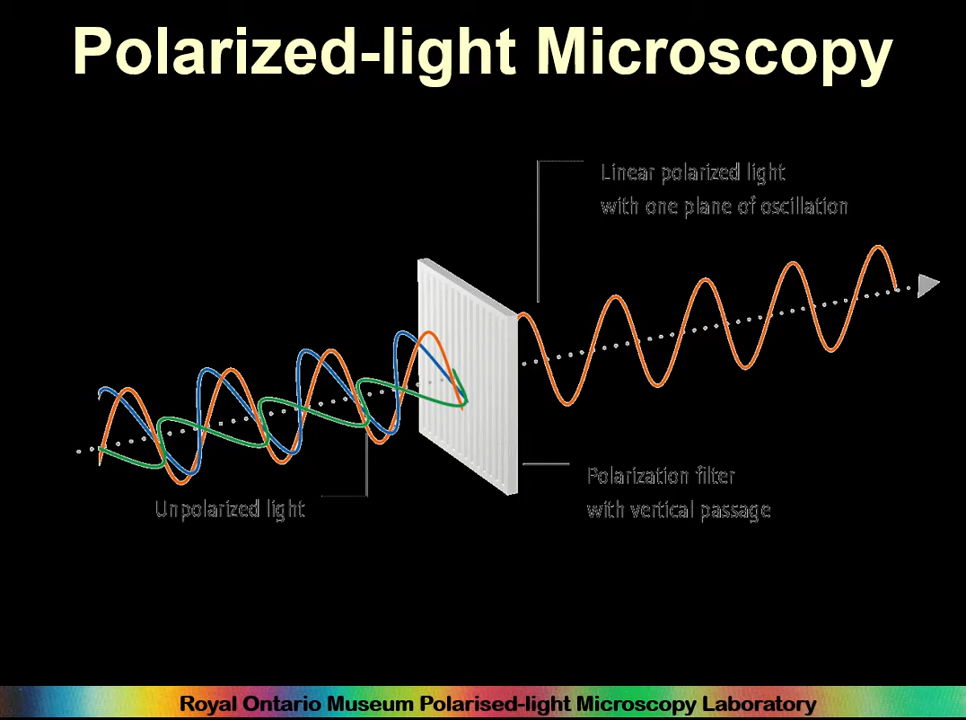 Polarized-light Microscopy
Linear polarized light
with one plane of oscillation
Unpolarized light
Polarization filter
with vertical passage
Royal Ontario Museum Polarised-light Microscopy Laboratory